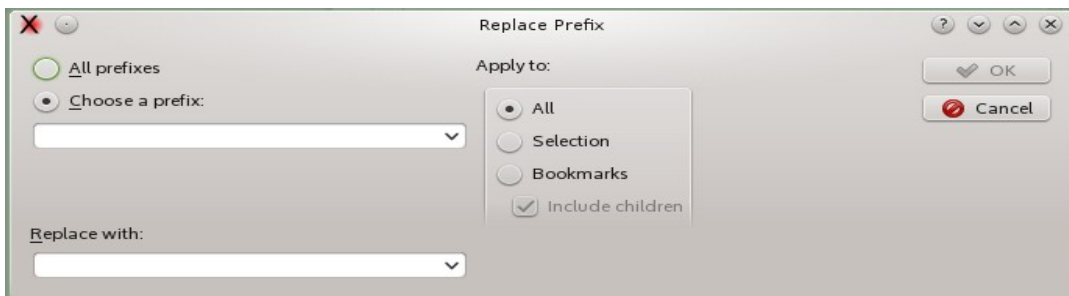 Replace Prefix
All prefixes
Choose a prefix:
Apply to:
All
Selection
Bookmarks
Include children
OK
Cancel
Replace with: